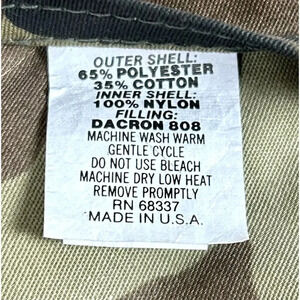 OUTER SHELL:
65% POLYESTER
35% COTTON
INNER SHELL:
100% NYLON
FILLING:
DACRON 808
MACHINE WASH WARM
GENTLE CYCLE
DO NOT USE BLEACH
MACHINE DRY LOW HEAT
REMOVE PROMPTLY
RN 68337
MADE IN U.S.A.